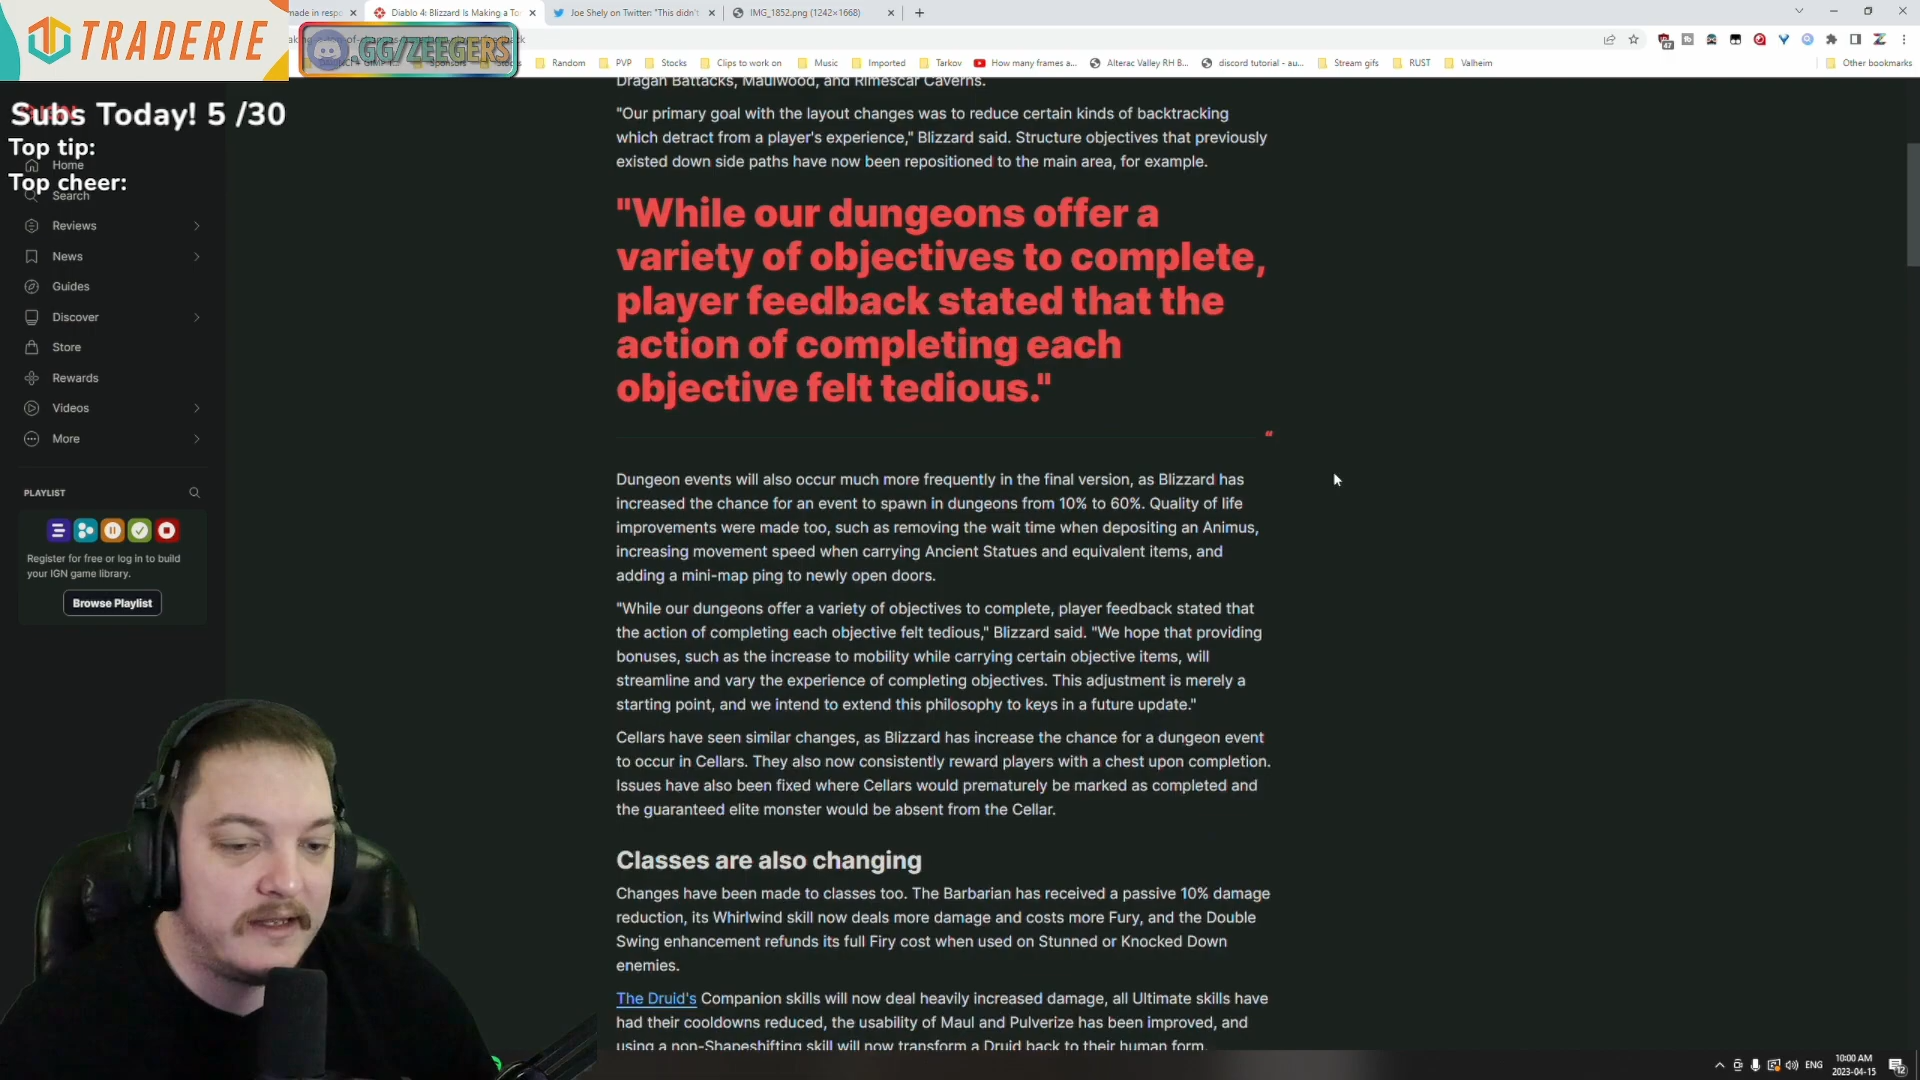 made in respo
Diablo 4: Blizzard Is Making a To
Joe Shely on Twitter: "This didn't
IMG_1852.png (1242×1668)
TRADERIE
GG/ZEEGERS
Random
PVP
Stocks
Clips to work on
Music
Imported
Tarkov
How many frames a...
Alterac Valley RH B...
discord tutorial - au...
Stream gifs
RUST
Valheim
Other bookmarks
Subs Today! 5 /30
Top tip:
Top cheer:
Home
Search
Reviews
News
Guides
Discover
Store
Rewards
Videos
More
PLAYLIST
Register for free or log in to build
your IGN game library.
Browse Playlist
Dragan Battacks, Maulwood, and Rimescar Caverns.
"Our primary goal with the layout changes was to reduce certain kinds of backtracking
which detract from a player's experience," Blizzard said. Structure objectives that previously
existed down side paths have now been repositioned to the main area, for example.
"While our dungeons offer a
variety of objectives to complete,
player feedback stated that the
action of completing each
objective felt tedious."
Dungeon events will also occur much more frequently in the final version, as Blizzard has
increased the chance for an event to spawn in dungeons from 10% to 60%. Quality of life
improvements were made too, such as removing the wait time when depositing an Animus,
increasing movement speed when carrying Ancient Statues and equivalent items, and
adding a mini-map ping to newly open doors.
"While our dungeons offer a variety of objectives to complete, player feedback stated that
the action of completing each objective felt tedious," Blizzard said. "We hope that providing
bonuses, such as the increase to mobility while carrying certain objective items, will
streamline and vary the experience of completing objectives. This adjustment is merely a
starting point, and we intend to extend this philosophy to keys in a future update."
Cellars have seen similar changes, as Blizzard has increase the chance for a dungeon event
to occur in Cellars. They also now consistently reward players with a chest upon completion.
Issues have also been fixed where Cellars would prematurely be marked as completed and
the guaranteed elite monster would be absent from the Cellar.
Classes are also changing
Changes have been made to classes too. The Barbarian has received a passive 10% damage
reduction, its Whirlwind skill now deals more damage and costs more Fury, and the Double
Swing enhancement refunds its full Firy cost when used on Stunned or Knocked Down
enemies.
The Druid's Companion skills will now deal heavily increased damage, all Ultimate skills have
had their cooldowns reduced, the usability of Maul and Pulverize has been improved, and
using a non-Shapeshifting skill will now transform a Druid back to their human form.
ENG
10:00 AM
2023-04-15